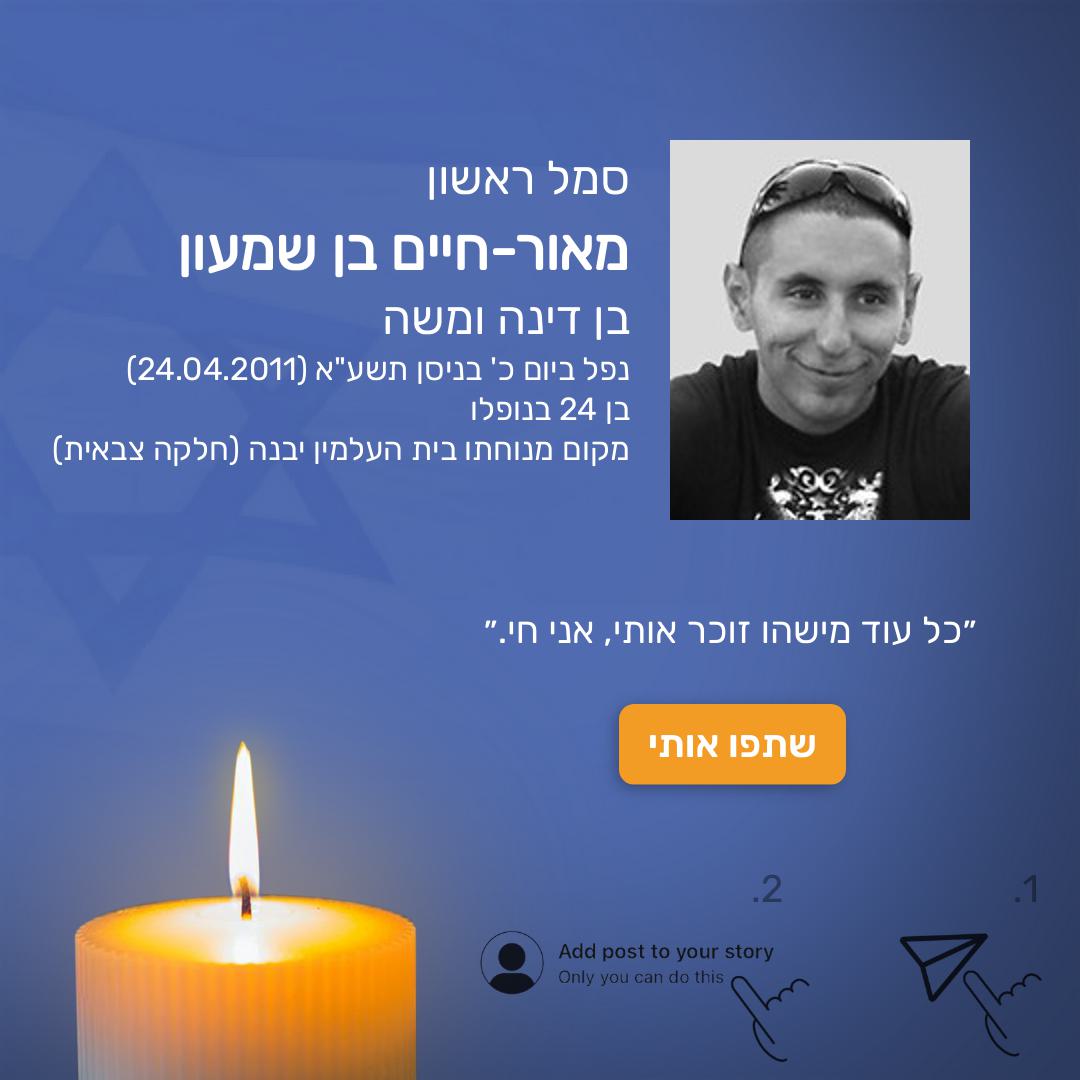 סמל ראשון
מאור-חיים בן שמעון
בן דינה ומשה
נפל ביום כ' בניסן תשע"א (24.04.2011)
בן 24 בנופלו
מקום מנוחתו בית העלמין יבנה (חלקה צבאית)
״כל עוד מישהו זוכר אותי, אני חי.״
שתפו אותי
1.
2.
Add post to your story
Only you can do this